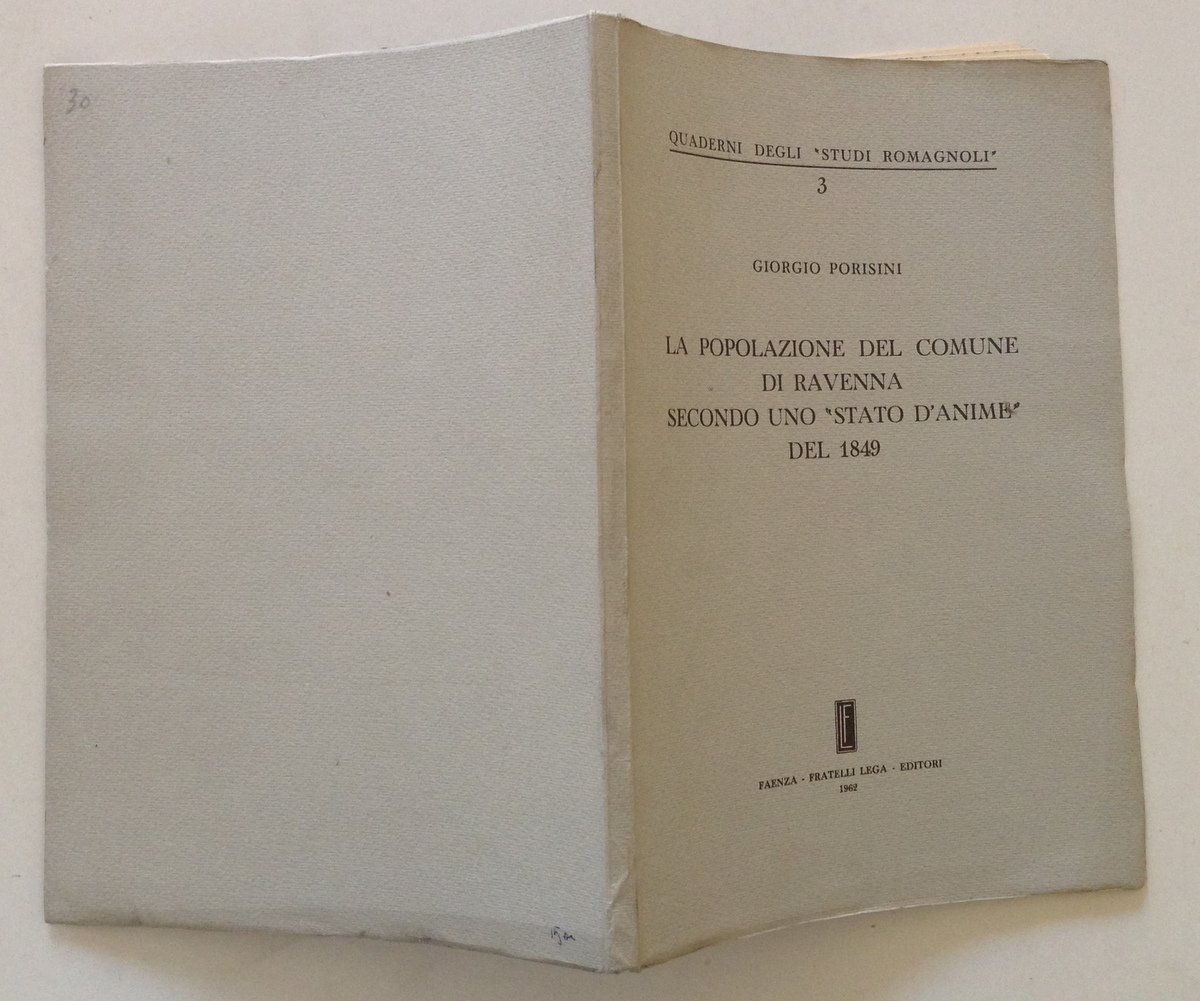 30
QUADERNI DEGLI "STUDI ROMAGNOLI"
3
GIORGIO PORISINI
LA POPOLAZIONE DEL COMUNE
DI RAVENNA
SECONDO UNO "STATO D'ANIME"
DEL 1849
FAENZA - FRATELLI LEGA - EDITORI
1962